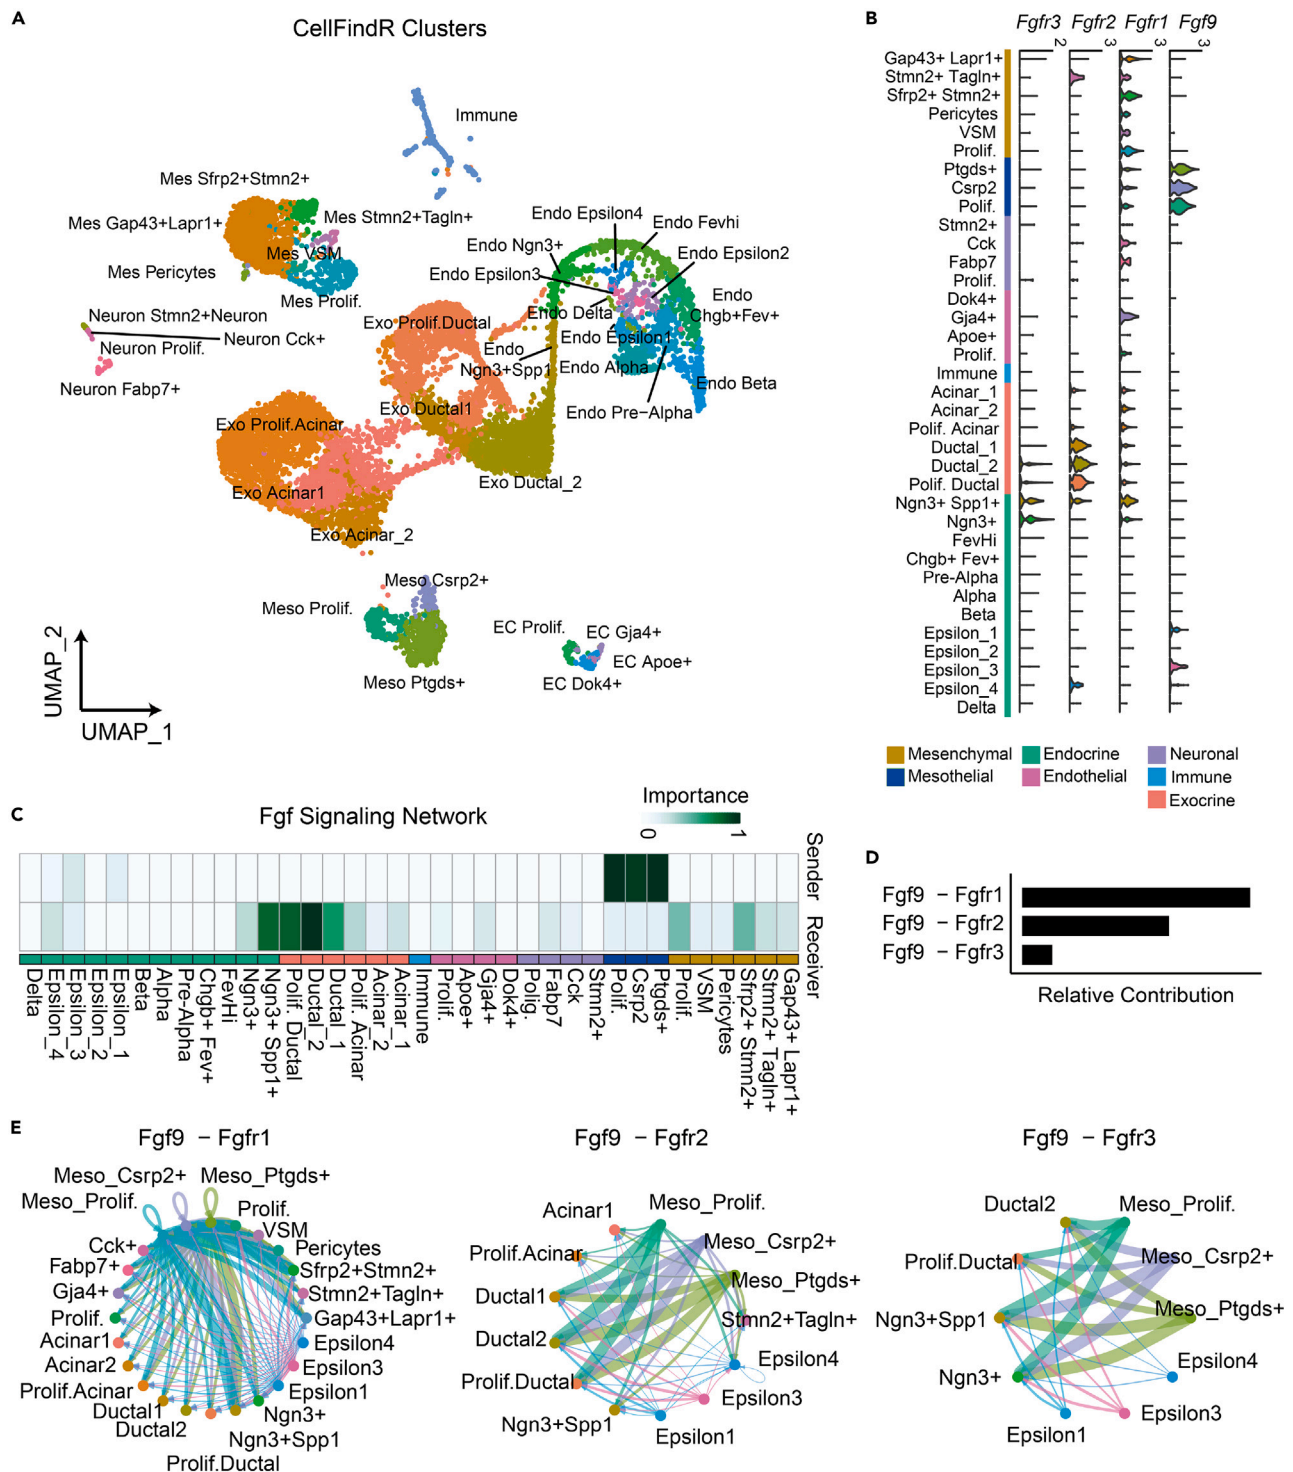 A
CellFindR Clusters
Immune
Mes Sfrp2+Stmn2+
Mes Gap43+Lapr1+
Mes Stmn2+Tagln+
Mes VSM
Mes Pericytes
Mes Prolif.
Neuron Stmn2+Neuron
Neuron Cck+
Neuron Prolif.
Neuron Fabp7+
Endo Epsilon4
Endo Fevhi
Endo Ngn3+
Endo Epsilon2
Endo Epsilon3
Endo
Chgb+Fev+
Endo Delta
Endo Epsilon1
Exo Prolif.Ductal
Endo
Ngn3+Spp1
Endo Alpha
Endo Beta
Endo Pre−Alpha
Exo Ductal1
Exo Prolif.Acinar
Exo Ductal_2
Exo Acinar1
Exo Acinar_2
Meso Csrp2+
Meso Prolif.
Meso Ptgds+
EC Prolif.
EC Gja4+
EC Apoe+
EC Dok4+
UMAP_2
UMAP_1
B
Fgfr3 Fgfr2 Fgfr1 Fgf9
2 3 3 3
Gap43+ Lapr1+
Stmn2+ Tagln+
Sfrp2+ Stmn2+
Pericytes
VSM
Prolif.
Ptgds+
Csrp2
Polif.
Stmn2+
Cck
Fabp7
Prolif.
Dok4+
Gja4+
Apoe+
Prolif.
Immune
Acinar_1
Acinar_2
Polif. Acinar
Ductal_1
Ductal_2
Polif. Ductal
Ngn3+ Spp1+
Ngn3+
FevHi
Chgb+ Fev+
Pre-Alpha
Alpha
Beta
Epsilon_1
Epsilon_2
Epsilon_3
Epsilon_4
Delta
Mesenchymal
Endocrine
Neuronal
Mesothelial
Endothelial
Immune
Exocrine
C
Fgf Signaling Network
Importance
0 1
Sender
Receiver
Delta
Epsilon_4
Epsilon_3
Epsilon_2
Epsilon_1
Beta
Alpha
Pre-Alpha
Chgb+ Fev+
FevHi
Ngn3+
Ngn3+ Spp1+
Polif. Ductal
Ductal_2
Ductal_1
Polif. Acinar
Acinar_2
Acinar_1
Immune
Prolif.
Apoe+
Gja4+
Dok4+
Polig.
Fabp7
Cck
Stmn2+
Polif.
Csrp2
Ptgds+
Prolif.
VSM
Pericytes
Sfrp2+ Stmn2+
Stmn2+ Tagln+
Gap43+ Lapr1+
D
Fgf9 − Fgfr1
Fgf9 − Fgfr2
Fgf9 − Fgfr3
Relative Contribution
E
Fgf9 − Fgfr1
Meso_Csrp2+
Meso_Ptgds+
Meso_Prolif.
Prolif.
VSM
Cck+
Pericytes
Fabp7+
Sfrp2+Stmn2+
Gja4+
Stmn2+Tagln+
Prolif.
Gap43+Lapr1+
Acinar1
Epsilon4
Acinar2
Epsilon3
Prolif.Acinar
Epsilon1
Ductal1
Ngn3+
Ductal2
Ngn3+Spp1
Prolif.Ductal
Fgf9 − Fgfr2
Acinar1
Meso_Prolif.
Prolif.Acinar
Meso_Csrp2+
Meso_Ptgds+
Ductal1
Stmn2+Tagln+
Ductal2
Epsilon4
Prolif.Ductal
Epsilon3
Ngn3+Spp1
Epsilon1
Fgf9 − Fgfr3
Ductal2
Meso_Prolif.
Prolif.Ductal
Meso_Csrp2+
Ngn3+Spp1
Meso_Ptgds+
Ngn3+
Epsilon4
Epsilon3
Epsilon1